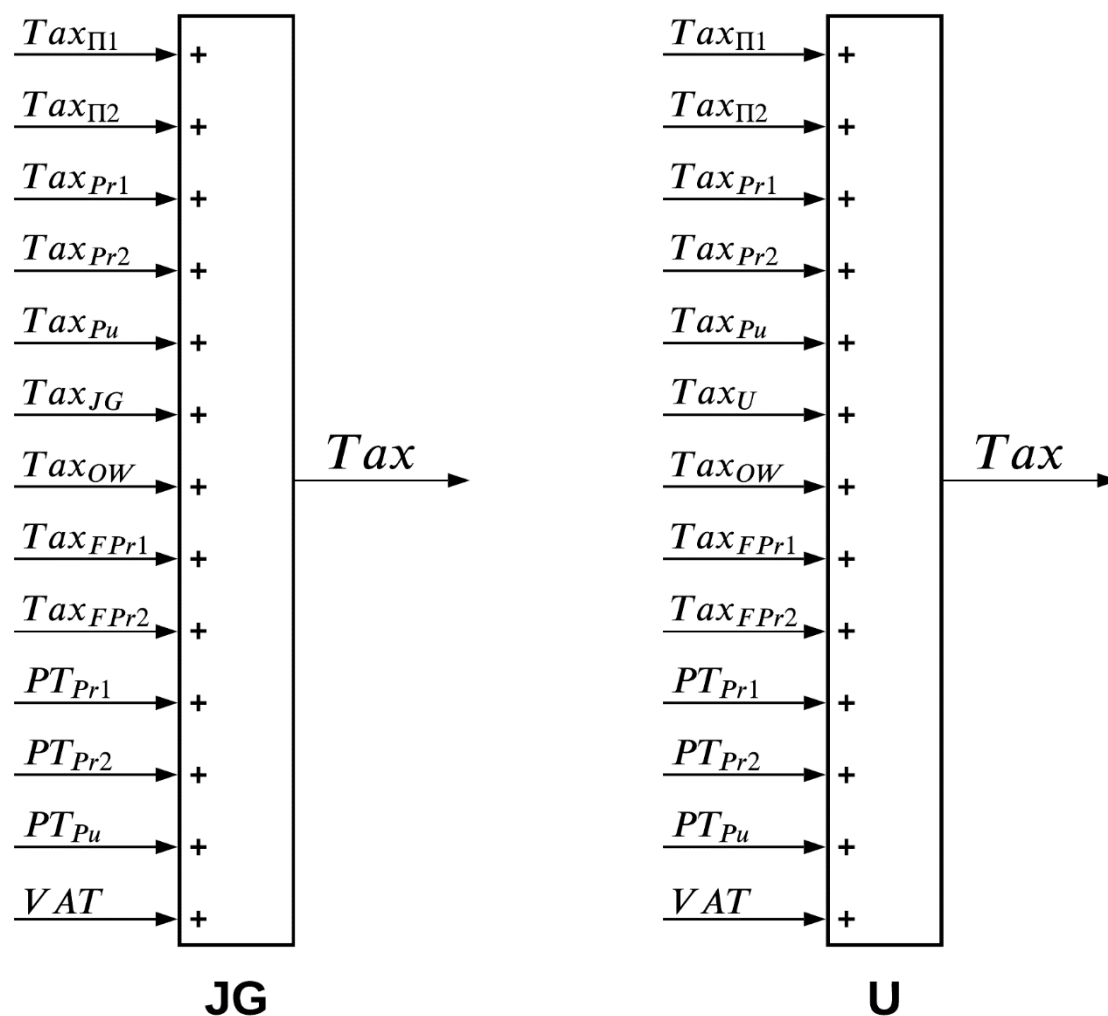 Tax_Π1
+
Tax_Π2
+
Tax_Pr1
+
Tax_Pr2
+
Tax_Pu
+
Tax_JG
+
Tax_OW
+
Tax_FPr1
+
Tax_FPr2
+
PT_Pr1
+
PT_Pr2
+
PT_Pu
+
VAT
+
Tax
JG
Tax_Π1
+
Tax_Π2
+
Tax_Pr1
+
Tax_Pr2
+
Tax_Pu
+
Tax_U
+
Tax_OW
+
Tax_FPr1
+
Tax_FPr2
+
PT_Pr1
+
PT_Pr2
+
PT_Pu
+
VAT
+
Tax
U